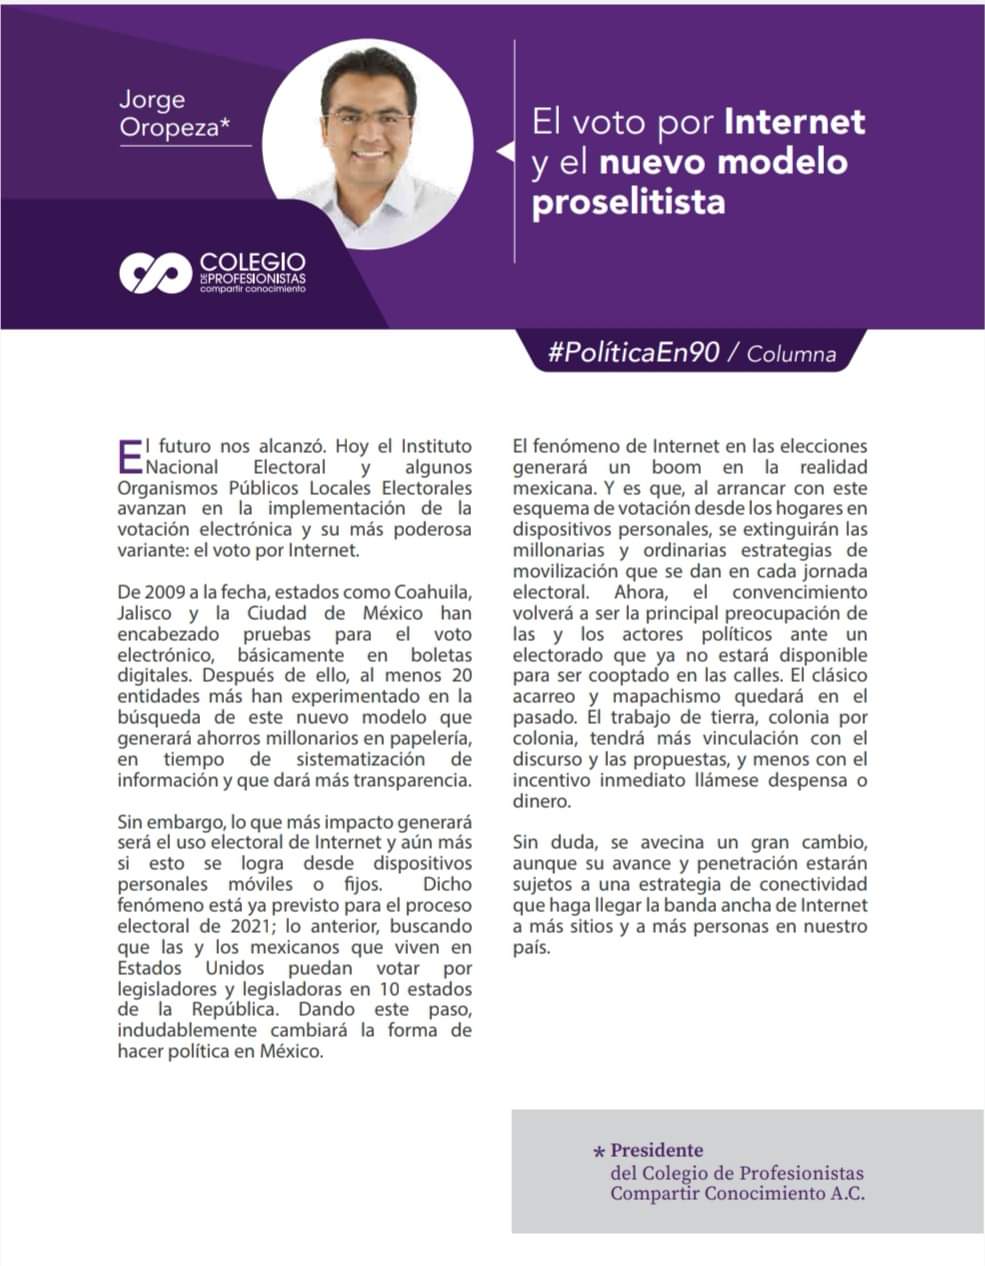 Jorge
Oropeza*
El voto por Internet
y el nuevo modelo
proselitista
COLEGIO
DE PROFESIONISTAS
compartir conocimiento
#PolíticaEn90 / Columna
El futuro nos alcanzó. Hoy el Instituto
Nacional Electoral y algunos
Organismos Públicos Locales Electorales
avanzan en la implementación de la
votación electrónica y su más poderosa
variante: el voto por Internet.
De 2009 a la fecha, estados como Coahuila,
Jalisco y la Ciudad de México han
encabezado pruebas para el voto
electrónico, básicamente en boletas
digitales. Después de ello, al menos 20
entidades más han experimentado en la
búsqueda de este nuevo modelo que
generará ahorros millonarios en papelería,
en tiempo de sistematización de
información y que dará más transparencia.
Sin embargo, lo que más impacto generará
será el uso electoral de Internet y aún más
si esto se logra desde dispositivos
personales móviles o fijos. Dicho
fenómeno está ya previsto para el proceso
electoral de 2021; lo anterior, buscando
que las y los mexicanos que viven en
Estados Unidos puedan votar por
legisladores y legisladoras en 10 estados
de la República. Dando este paso,
indudablemente cambiará la forma de
hacer política en México.
El fenómeno de Internet en las elecciones
generará un boom en la realidad
mexicana. Y es que, al arrancar con este
esquema de votación desde los hogares en
dispositivos personales, se extinguirán las
millonarias y ordinarias estrategias de
movilización que se dan en cada jornada
electoral. Ahora, el convencimiento
volverá a ser la principal preocupación de
las y los actores políticos ante un
electorado que ya no estará disponible
para ser cooptado en las calles. El clásico
acarreo y mapachismo quedará en el
pasado. El trabajo de tierra, colonia por
colonia, tendrá más vinculación con el
discurso y las propuestas, y menos con el
incentivo inmediato llámese despensa o
dinero.
Sin duda, se avecina un gran cambio,
aunque su avance y penetración estarán
sujetos a una estrategia de conectividad
que haga llegar la banda ancha de Internet
a más sitios y a más personas en nuestro
país.
* Presidente
del Colegio de Profesionistas
Compartir Conocimiento A.C.